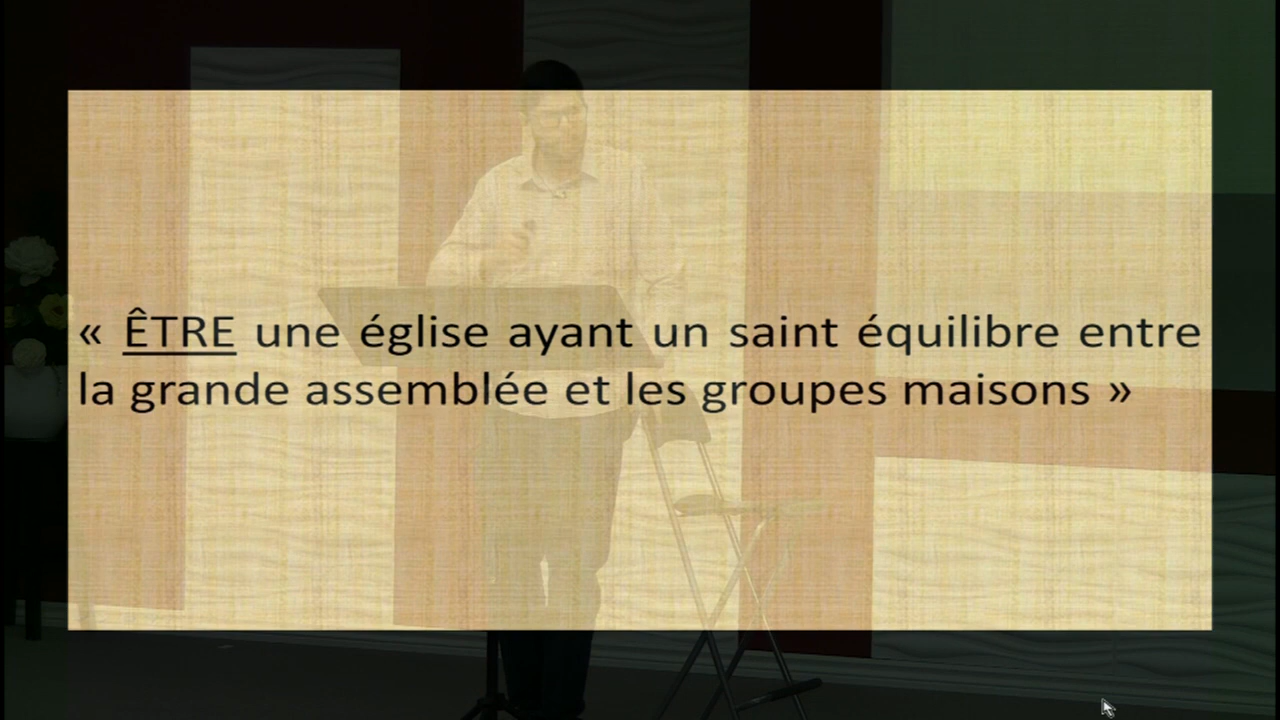 « ÊTRE une église ayant un saint équilibre entre
la grande assemblée et les groupes maisons »